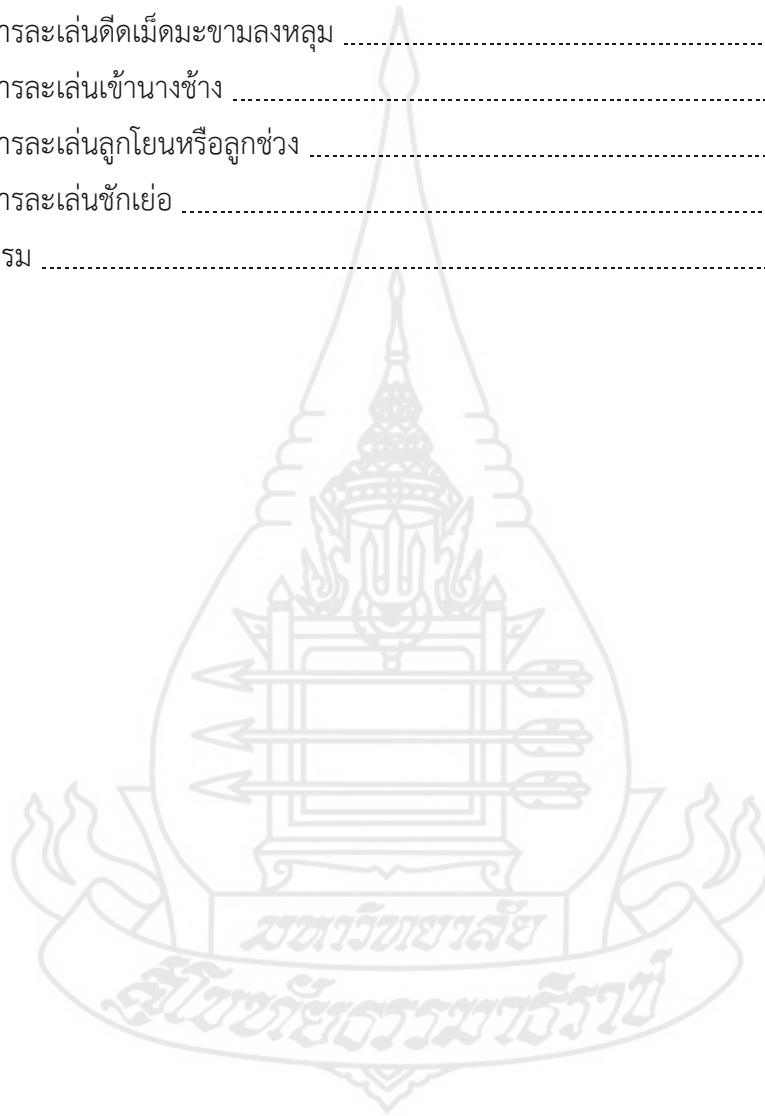 ารละเล่นดีดเม็ดมะขามลงหลุม
ารละเล่นเข้านางช้าง
ารละเล่นลูกโยนหรือลูกช่วง
ารละเล่นชักเย่อ
รม
มหาวิทยาลัย
สุโขทัยธรรมาธิราช